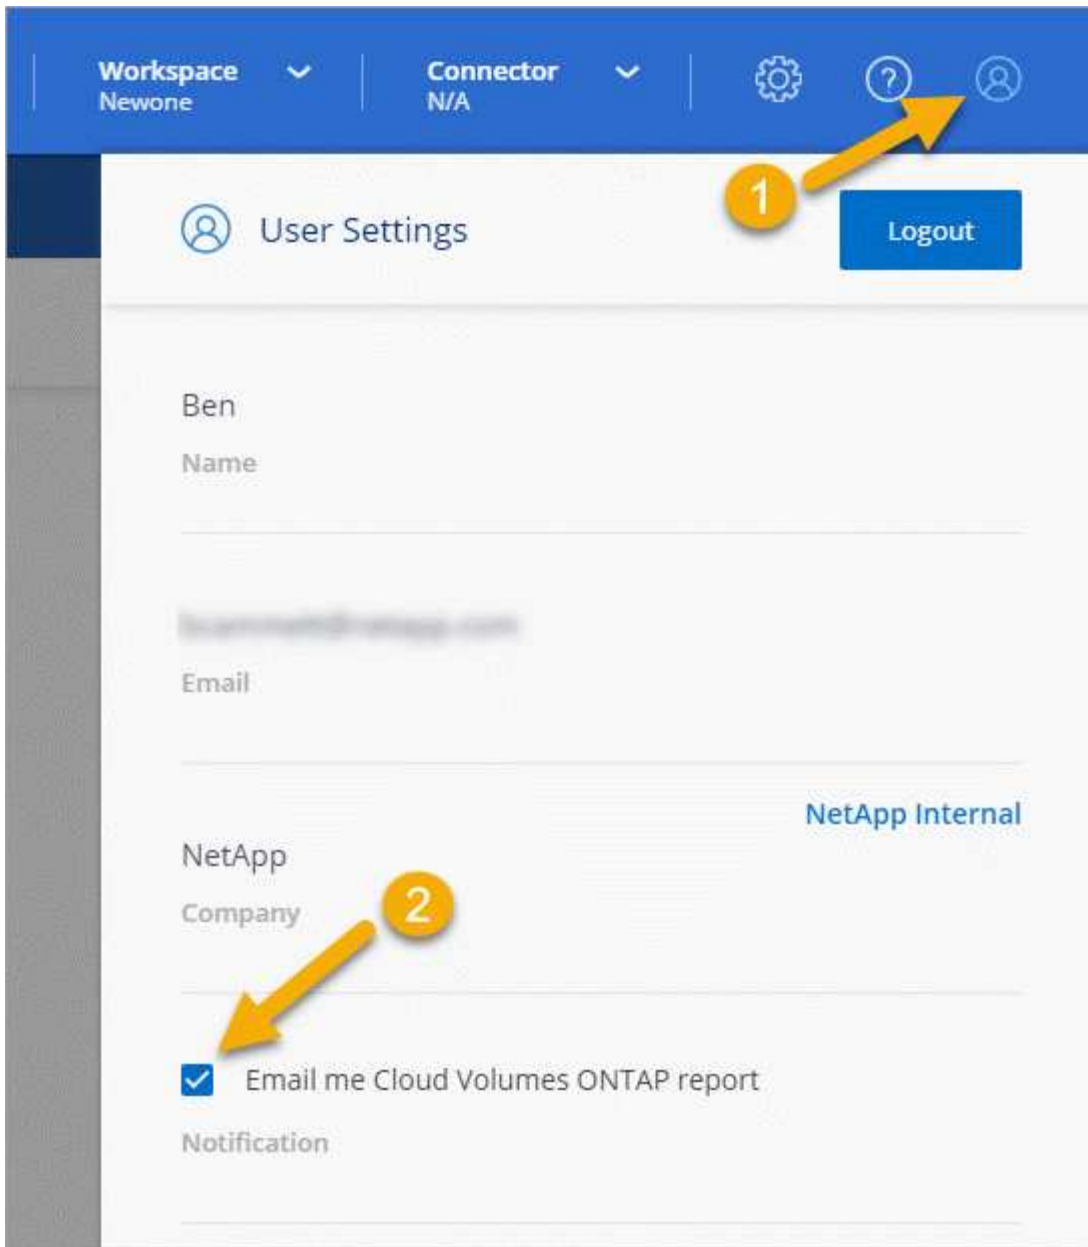 Workspace
Newone
Connector
N/A
?
1
User Settings
Logout
Ben
Name
Email
NetApp Internal
NetApp
Company
2
Email me Cloud Volumes ONTAP report
Notification